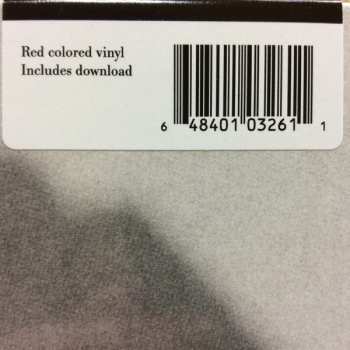 Red colored vinyl
Includes download
6 48401 03261 1